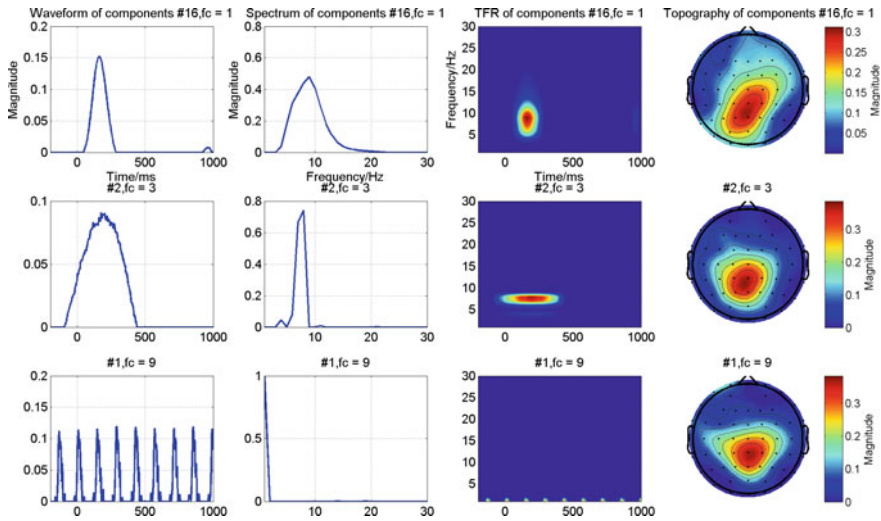 Waveform of components #16,fc = 1
Spectrum of components #16,fc = 1
TFR of components #16,fc = 1
Topography of components #16,fc = 1
Magnitude
0.2
0.15
0.1
0.05
0
0 500 1000
Time/ms
Magnitude
0.8
0.6
0.4
0.2
0
10 20 30
Frequency/Hz
Frequency/Hz
30
25
20
15
10
5
0 500 1000
Time/ms
0.3
0.25
0.2
0.15
0.1
0.05
Magnitude
#2,fc = 3
#2,fc = 3
#2,fc = 3
#2,fc = 3
0.1
0.05
0
0 500 1000
0.8
0.6
0.4
0.2
0
10 20 30
30
25
20
15
10
5
0 500 1000
0.3
0.2
0.1
0
Magnitude
#1,fc = 9
#1,fc = 9
#1,fc = 9
#1,fc = 9
0.2
0.15
0.1
0.05
0
0 500 1000
1
0.5
0
10 20 30
30
25
20
15
10
5
0 500 1000
0.3
0.2
0.1
0
Magnitude